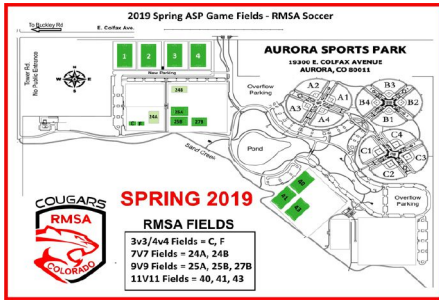 2019 Spring ASP Game Fields - RMSA Soccer
To Buckley Rd
E. Colfax Ave.
1 2 3 4
AURORA SPORTS PARK
19300 E. COLFAX AVENUE
AURORA, CO 80011
Tower Rd.
No Public Entrance
New Parking
Overflow
Parking
24B
24A
25B 27B
C F
A2
A1
A3
A4
B3
B4
B2
B1
C4
C1
C3
C2
Sand Creek
Pond
40
41
43
Overflow
Parking
COUGARS
RMSA
COLORADO
SPRING 2019
RMSA FIELDS
3v3/4v4 Fields = C, F
7V7 Fields = 24A, 24B
9V9 Fields = 25A, 25B, 27B
11V11 Fields = 40, 41, 43